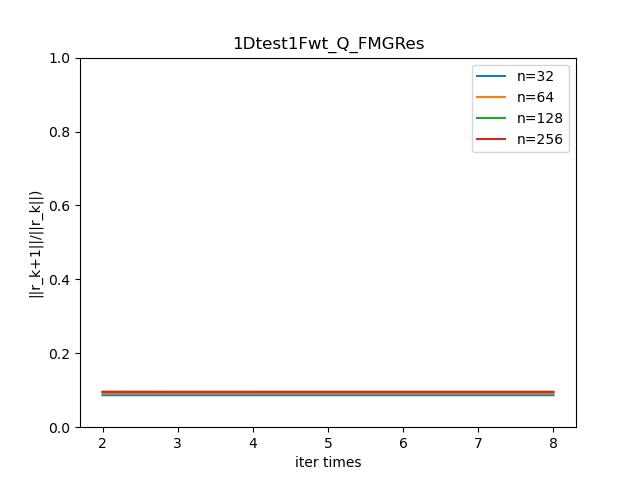 1Dtest1Fwt_Q_FMGRes
1.0
0.8
0.6
0.4
0.2
0.0
||r_k+1||/||r_k||)
n=32
n=64
n=128
n=256
2 3 4 5 6 7 8
iter times